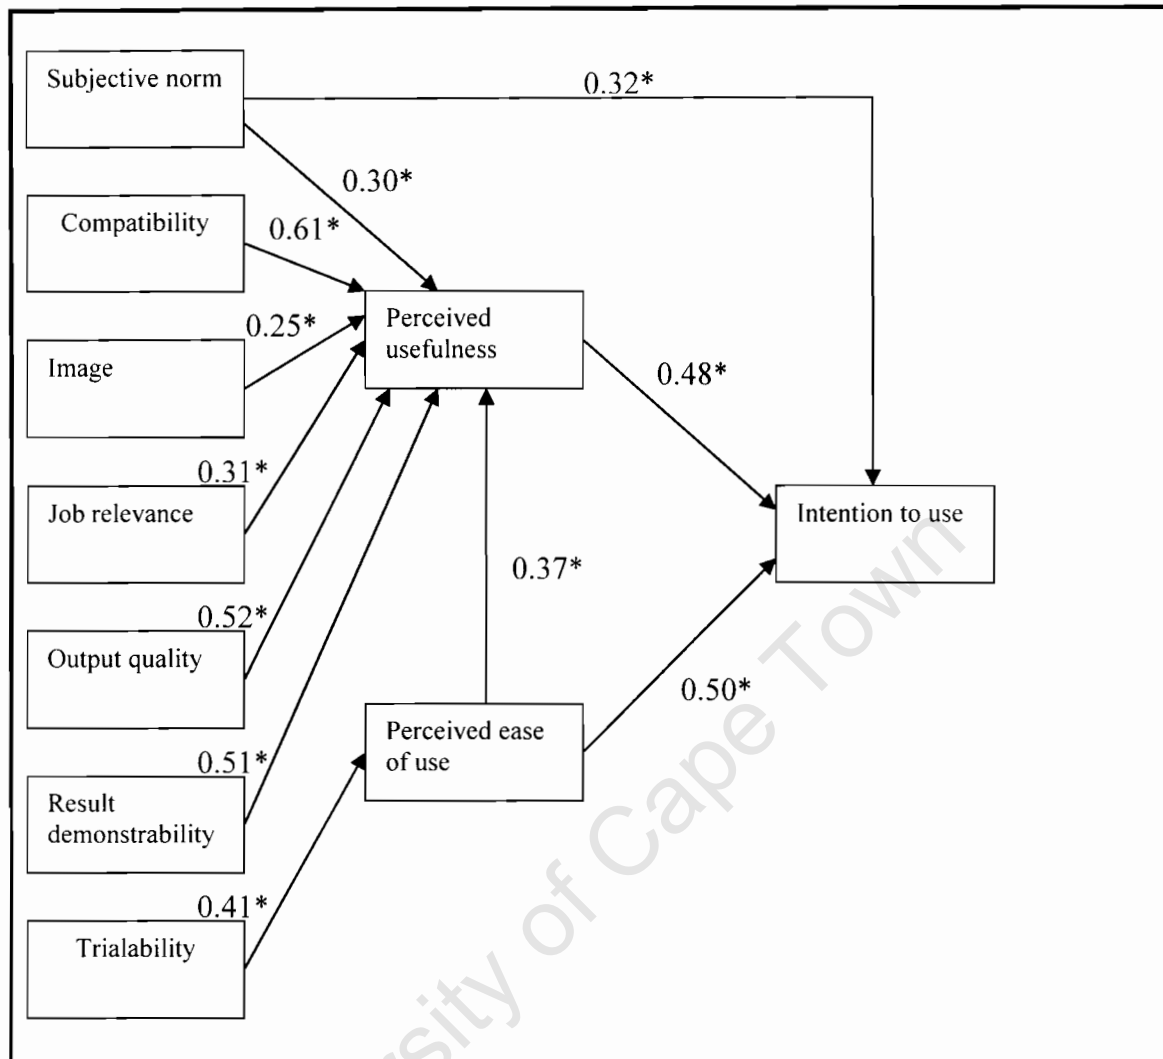 Subjective norm
0.32*
0.30*
Compatibility
0.61*
Perceived
usefulness
0.25*
Image
0.48*
0.31*
Job relevance
Intention to use
0.37*
0.52*
Output quality
0.50*
Perceived ease
of use
0.51*
Result
demonstrability
0.41*
Trialability
ersity of Cape Town